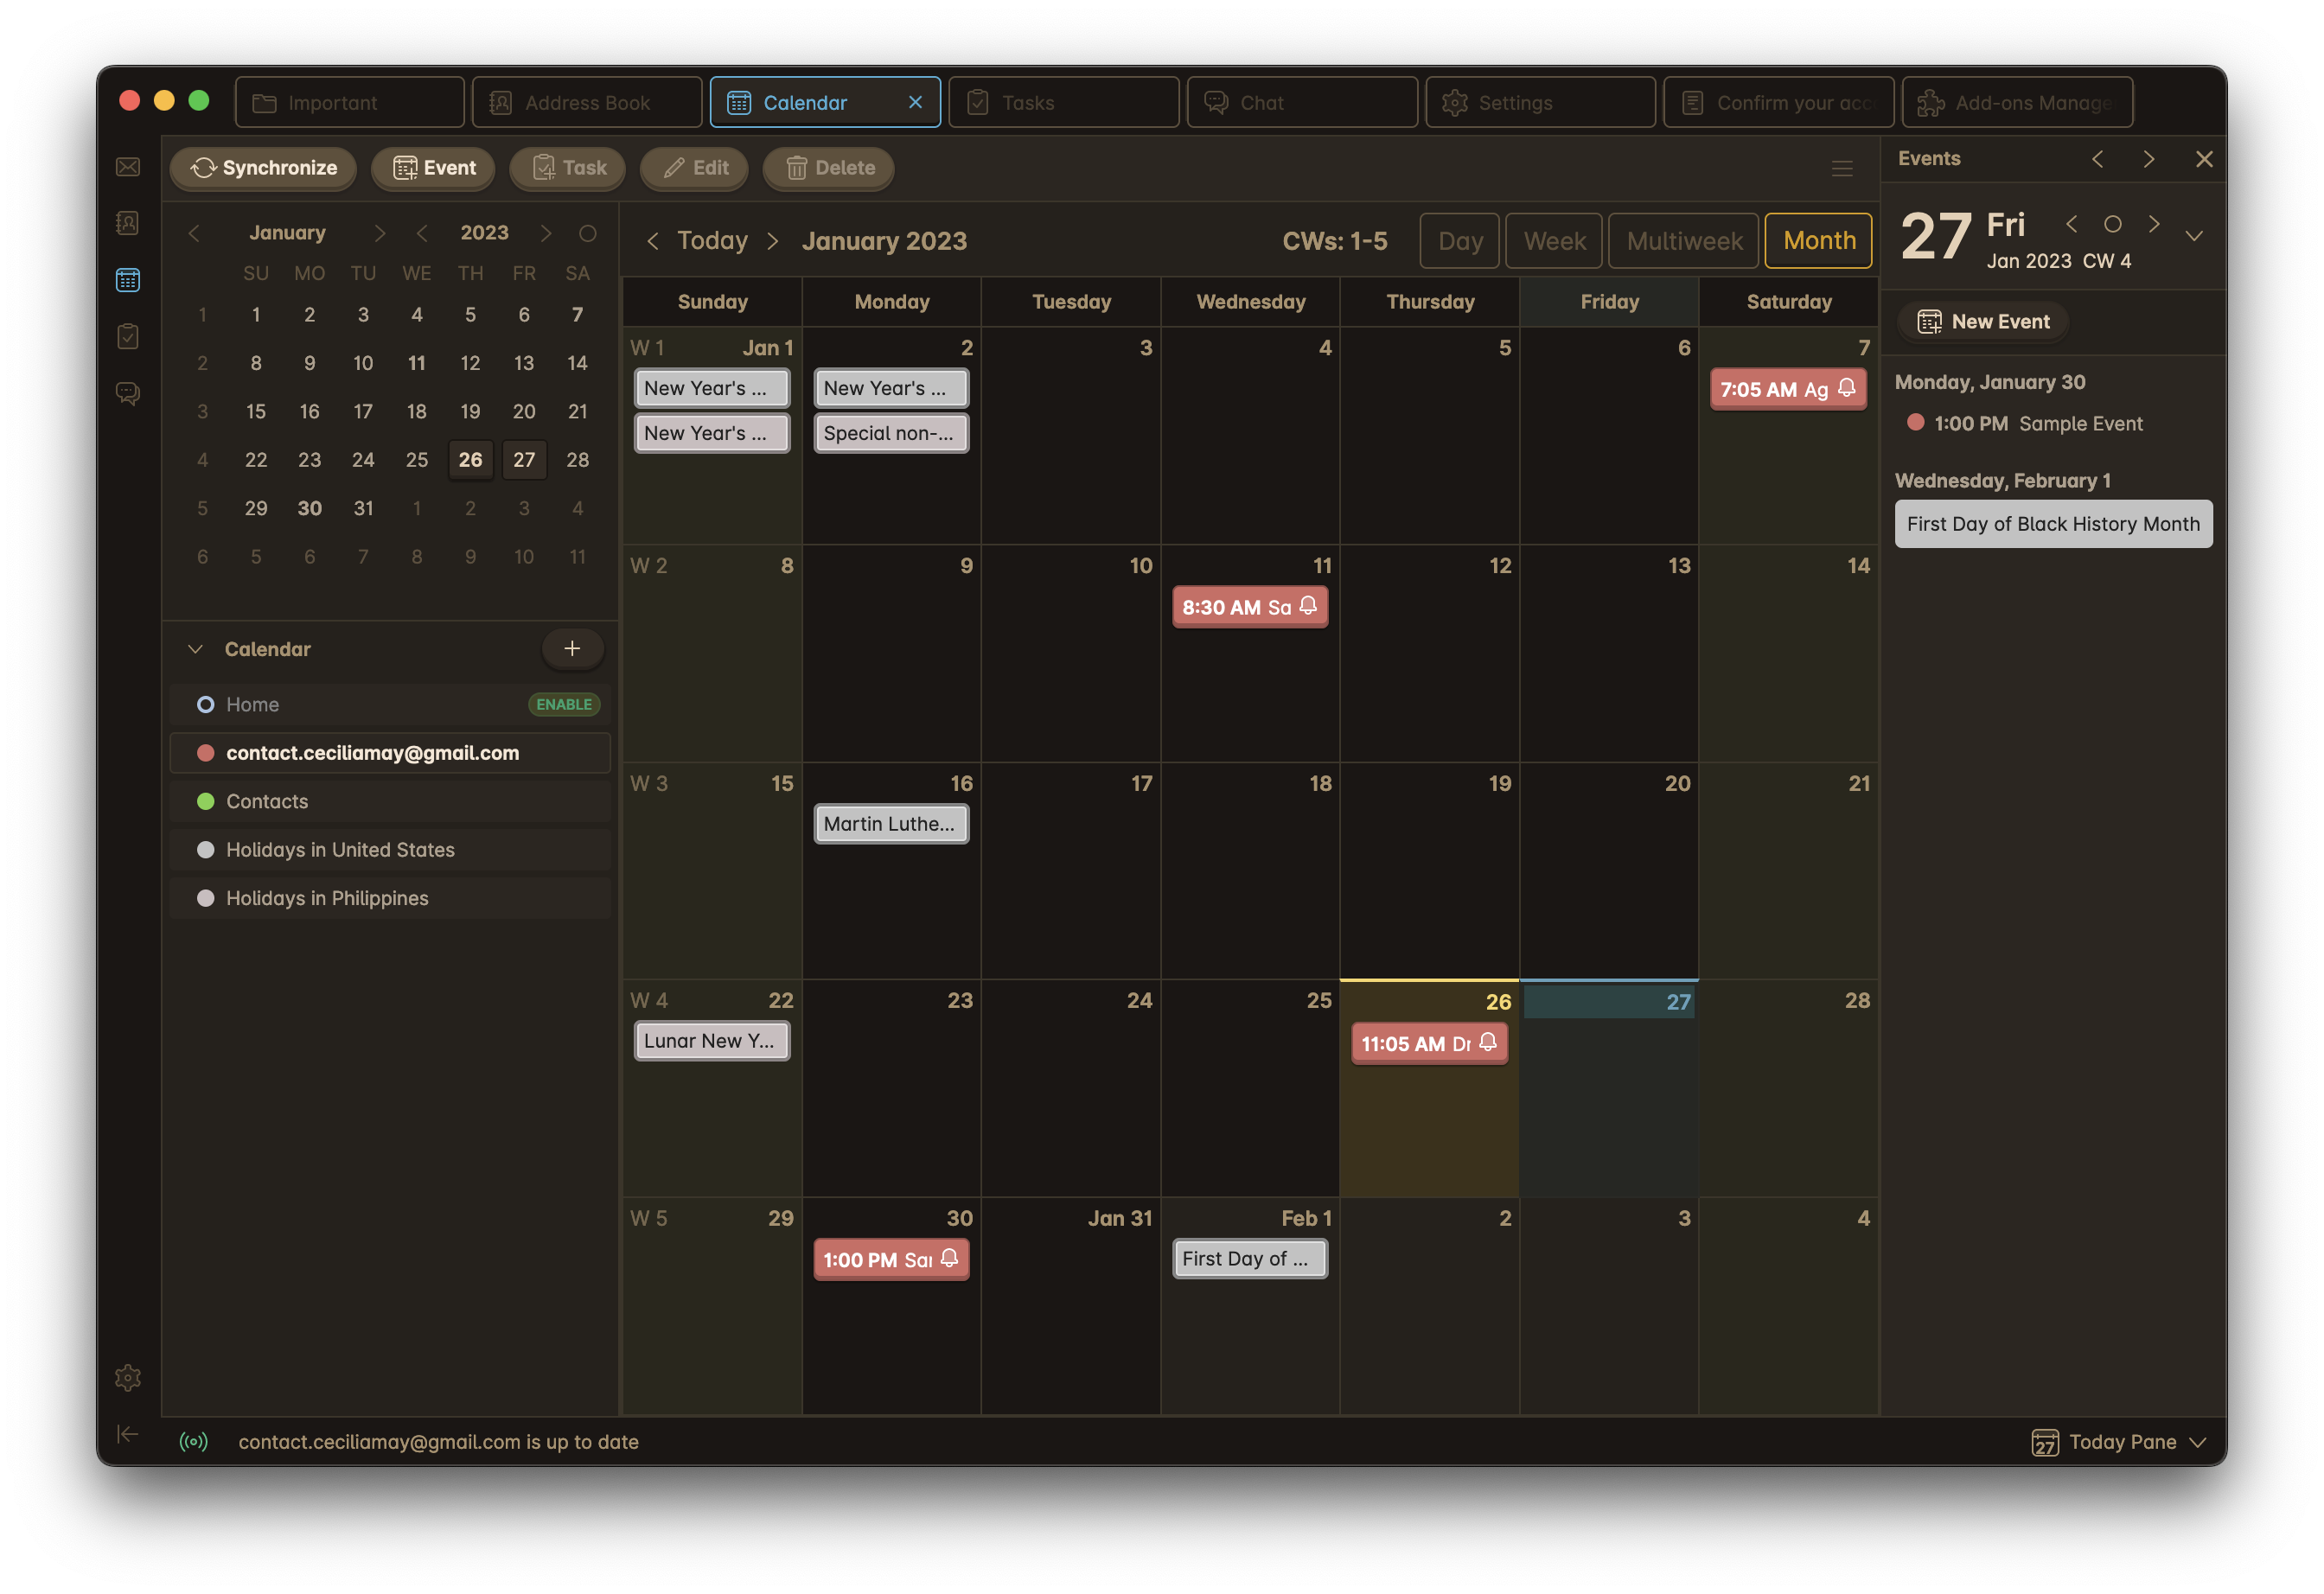 Important
Address Book
Calendar
Tasks
Chat
Settings
Confirm your acc
Add-ons Manage
Synchronize
Event
Task
Edit
Delete
January 2023
SU MO TU WE TH FR SA
1 1 2 3 4 5 6 7
2 8 9 10 11 12 13 14
3 15 16 17 18 19 20 21
4 22 23 24 25 26 27 28
5 29 30 31 1 2 3 4
6 5 6 7 8 9 10 11
Calendar
Home ENABLE
contact.ceciliamay@gmail.com
Contacts
Holidays in United States
Holidays in Philippines
Today January 2023 CWs: 1-5 Day Week Multiweek Month
Sunday Monday Tuesday Wednesday Thursday Friday Saturday
W 1 Jan 1 2 3 4 5 6 7
New Year's ... New Year's ... 7:05 AM Ag
New Year's ... Special non-...
W 2 8 9 10 11 12 13 14
8:30 AM Sa
W 3 15 16 17 18 19 20 21
Martin Luthe...
W 4 22 23 24 25 26 27 28
Lunar New Y... 11:05 AM Dr
W 5 29 30 Jan 31 Feb 1 2 3 4
1:00 PM Sa First Day of ...
Events
27 Fri
Jan 2023 CW 4
New Event
Monday, January 30
1:00 PM Sample Event
Wednesday, February 1
First Day of Black History Month
contact.ceciliamay@gmail.com is up to date
27 Today Pane